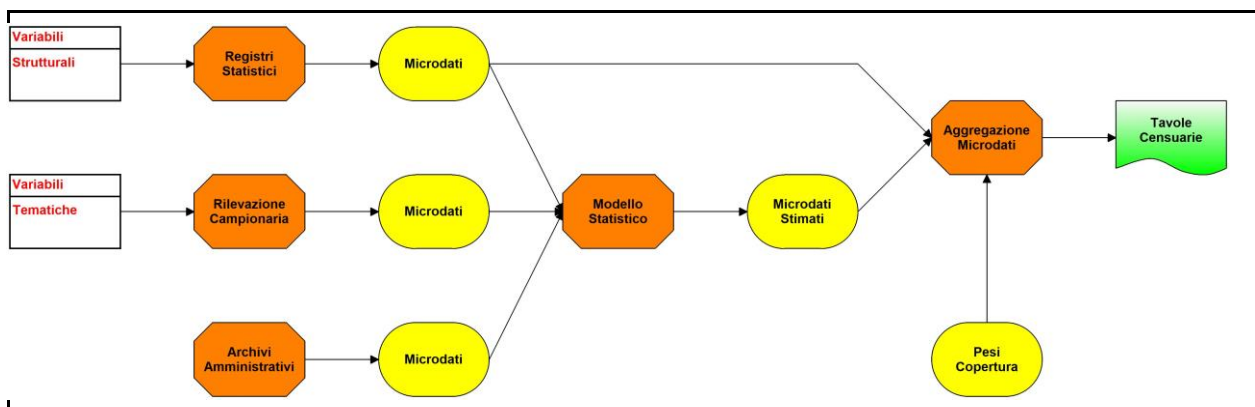 Variabili
Strutturali
Registri
Statistici
Microdati
Aggregazione
Microdati
Tavole
Censuarie
Variabili
Tematiche
Rilevazione
Campionaria
Microdati
Modello
Statistico
Microdati
Stimati
Archivi
Amministrativi
Microdati
Pesi
Copertura